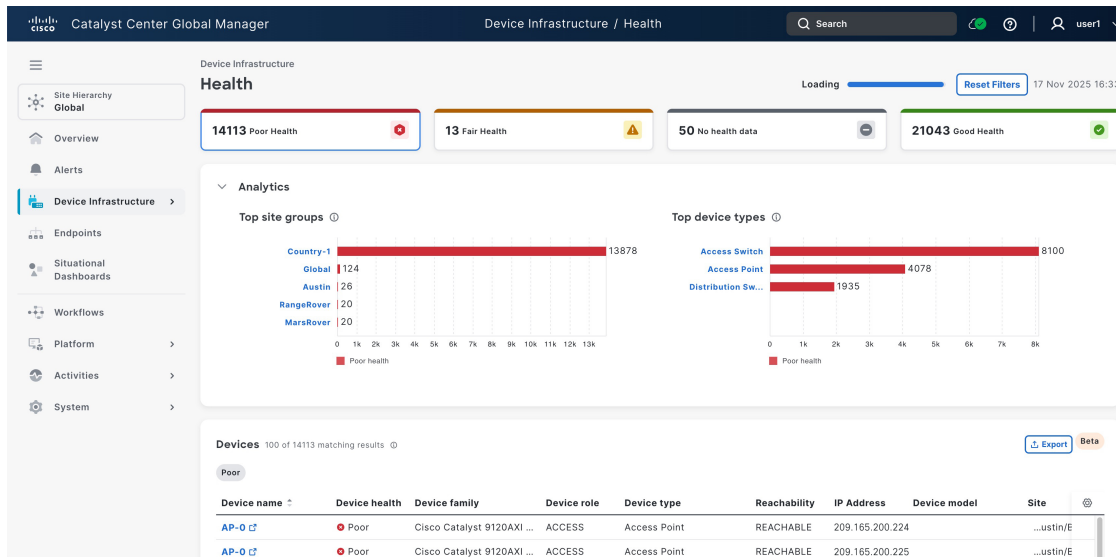 CISCO Catalyst Center Global Manager Device Infrastructure / Health Search user1
Device Infrastructure
Health
Loading Reset Filters 17 Nov 2025 16:33
Site Hierarchy
Global
Overview
Alerts
Device Infrastructure
Endpoints
Situational
Dashboards
Workflows
Platform
Activities
System
14113 Poor Health
13 Fair Health
50 No health data
21043 Good Health
Analytics
Top site groups
Country-1 13878
Global 124
Austin 26
RangeRover 20
MarsRover 20
0 1k 2k 3k 4k 5k 6k 7k 8k 9k 10k 11k 12k 13k
Poor health
Top device types
Access Switch 8100
Access Point 4078
Distribution Sw... 1935
0 1k 2k 3k 4k 5k 6k 7k 8k
Poor health
Devices 100 of 14113 matching results Export Beta
Poor
Device name Device health Device family Device role Device type Reachability IP Address Device model Site
AP-0 Poor Cisco Catalyst 9120AXI ... ACCESS Access Point REACHABLE 209.165.200.224 ...ustin/E
AP-0 Poor Cisco Catalyst 9120AXI ... ACCESS Access Point REACHABLE 209.165.200.225 ...ustin/E